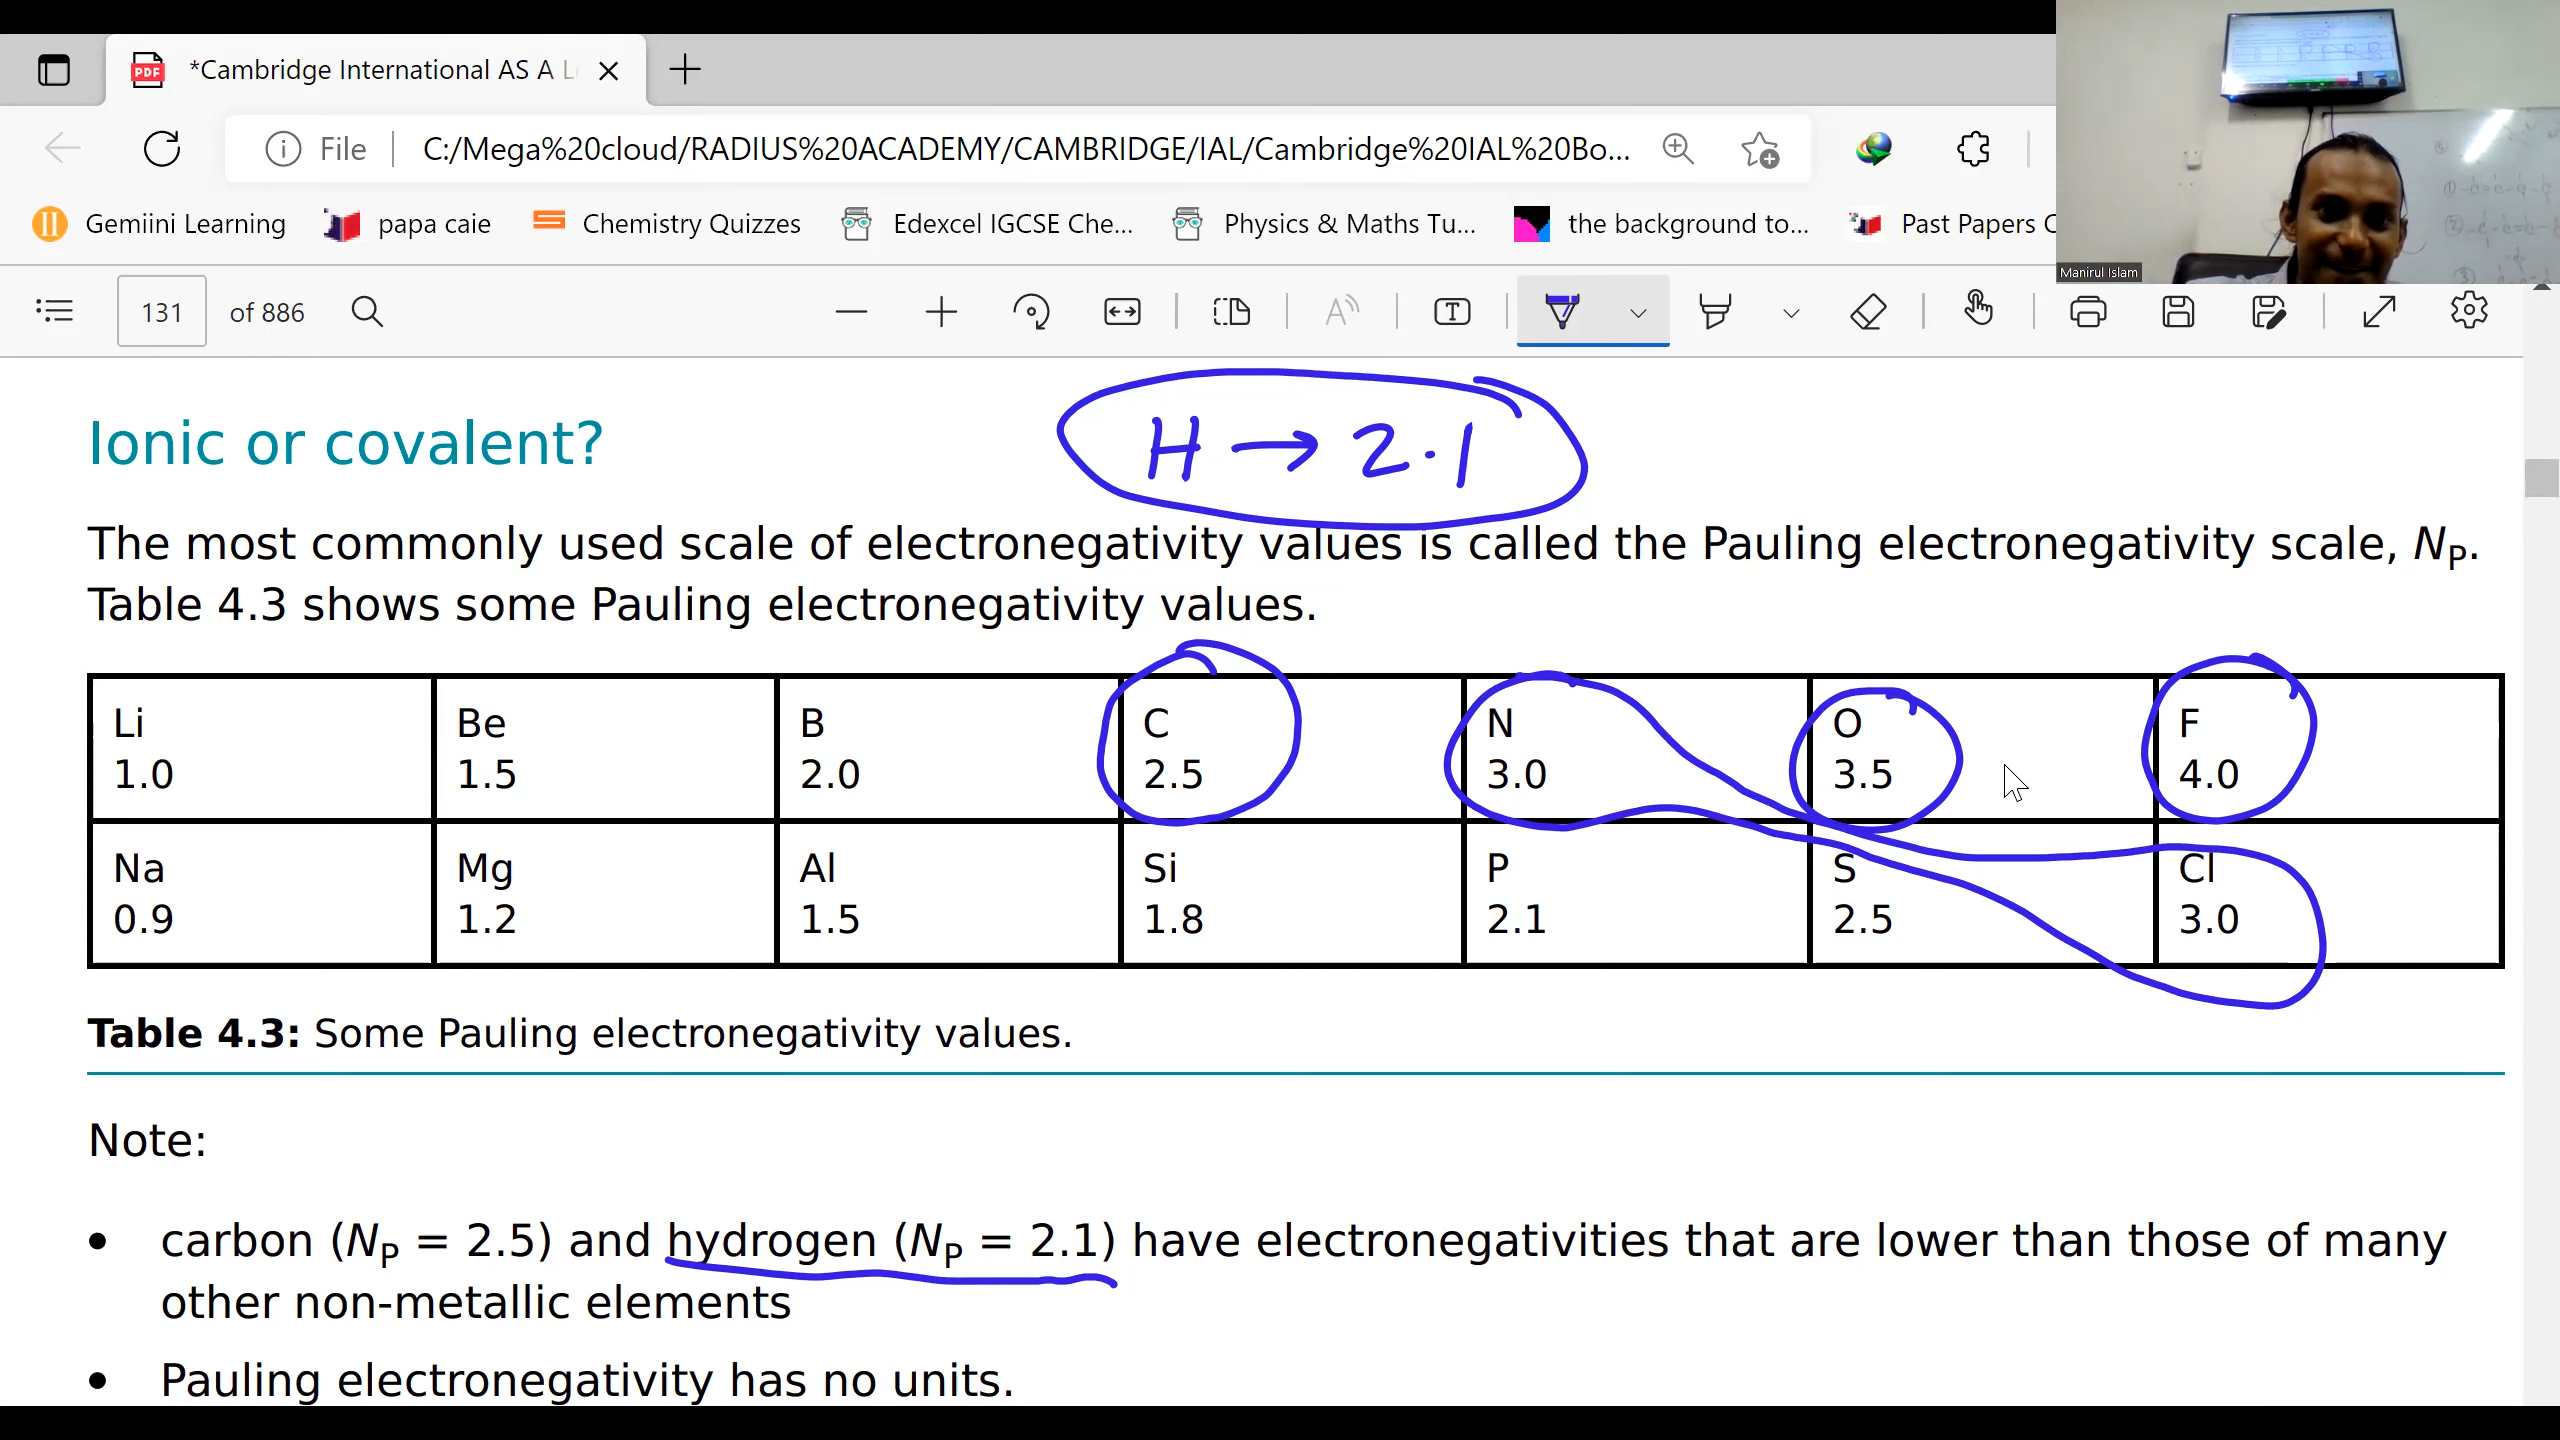 *Cambridge International AS A L
File C:/Mega%20cloud/RADIUS%20ACADEMY/CAMBRIDGE/IAL/Cambridge%20IAL%20Bo...
Gemiini Learning papa caie Chemistry Quizzes Edexcel IGCSE Che... Physics & Maths Tu... the background to... Past Papers
Manirul Islam
131 of 886
H → 2.1
Ionic or covalent?
The most commonly used scale of electronegativity values is called the Pauling electronegativity scale, NP.
Table 4.3 shows some Pauling electronegativity values.
Li Be B C N O F
1.0 1.5 2.0 2.5 3.0 3.5 4.0
Na Mg Al Si P S Cl
0.9 1.2 1.5 1.8 2.1 2.5 3.0
Table 4.3: Some Pauling electronegativity values.
Note:
• carbon (NP = 2.5) and hydrogen (NP = 2.1) have electronegativities that are lower than those of many
other non-metallic elements
• Pauling electronegativity has no units.